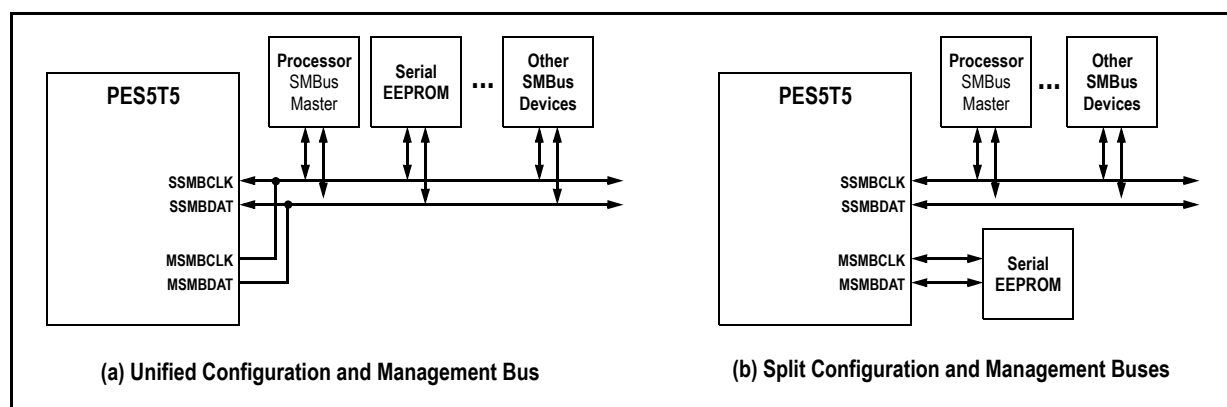 PES5T5
Processor
SMBus
Master
Serial
EEPROM
...
Other
SMBus
Devices
SSMBCLK
SSMBDAT
MSMBCLK
MSMBDAT
(a) Unified Configuration and Management Bus
PES5T5
Processor
SMBus
Master
...
Other
SMBus
Devices
SSMBCLK
SSMBDAT
MSMBCLK
MSMBDAT
Serial
EEPROM
(b) Split Configuration and Management Buses